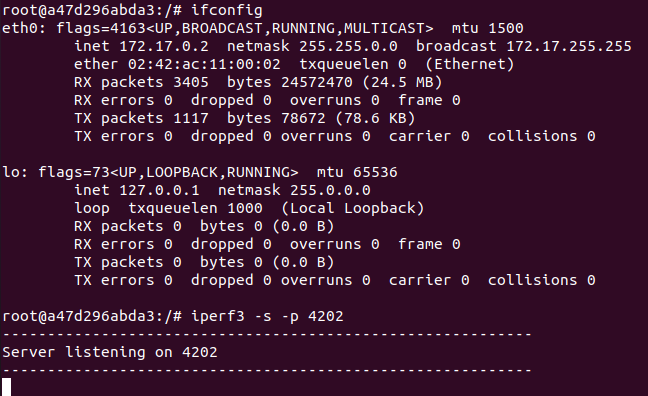 root@a47d296abda3:/# ifconfig
eth0: flags=4163<UP,BROADCAST,RUNNING,MULTICAST>  mtu 1500
        inet 172.17.0.2  netmask 255.255.0.0  broadcast 172.17.255.255
        ether 02:42:ac:11:00:02  txqueuelen 0  (Ethernet)
        RX packets 3405  bytes 24572470 (24.5 MB)
        RX errors 0  dropped 0  overruns 0  frame 0
        TX packets 1117  bytes 78672 (78.6 KB)
        TX errors 0  dropped 0 overruns 0  carrier 0  collisions 0

lo: flags=73<UP,LOOPBACK,RUNNING>  mtu 65536
        inet 127.0.0.1  netmask 255.0.0.0
        loop  txqueuelen 1000  (Local Loopback)
        RX packets 0  bytes 0 (0.0 B)
        RX errors 0  dropped 0  overruns 0  frame 0
        TX packets 0  bytes 0 (0.0 B)
        TX errors 0  dropped 0 overruns 0  carrier 0  collisions 0

root@a47d296abda3:/# iperf3 -s -p 4202
-----------------------------------------------------------
Server listening on 4202
-----------------------------------------------------------